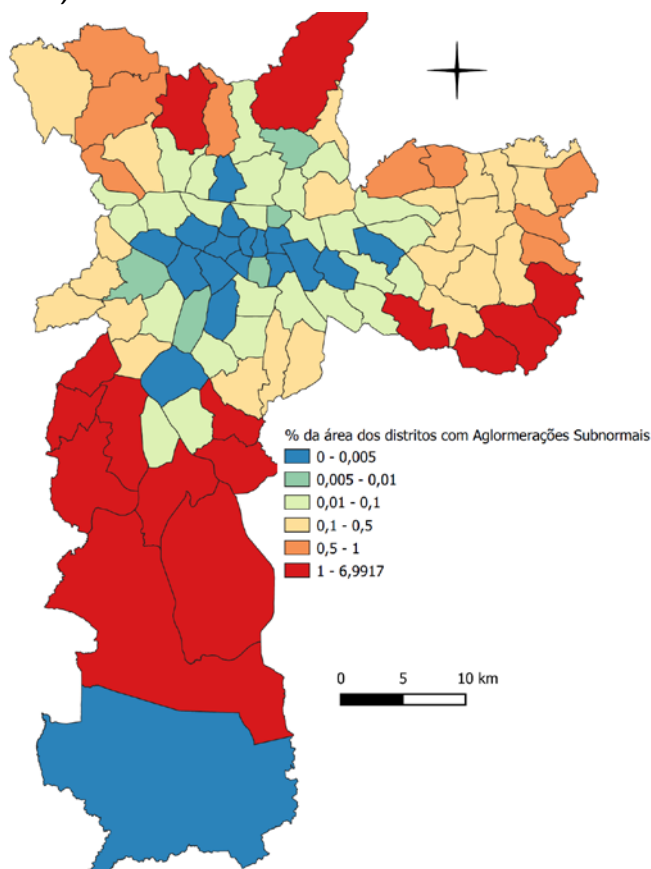 )
% da área dos distritos com Aglormerações Subnormais
0 - 0,005
0,005 - 0,01
0,01 - 0,1
0,1 - 0,5
0,5 - 1
1 - 6,9917
0 5 10 km